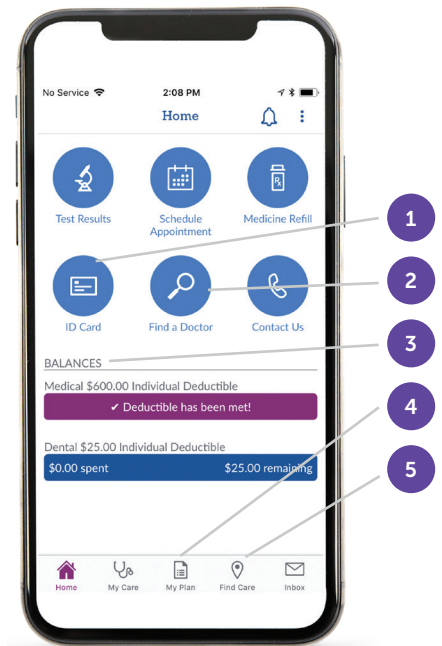 No Service
2:08 PM
Home
Test Results
Schedule
Appointment
Medicine Refill
Rx
1
ID Card
Find a Doctor
Contact Us
2
BALANCES
3
Medical $600.00 Individual Deductible
✓ Deductible has been met!
4
Dental $25.00 Individual Deductible
$0.00 spent
$25.00 remaining
5
Home
My Care
My Plan
Find Care
Inbox